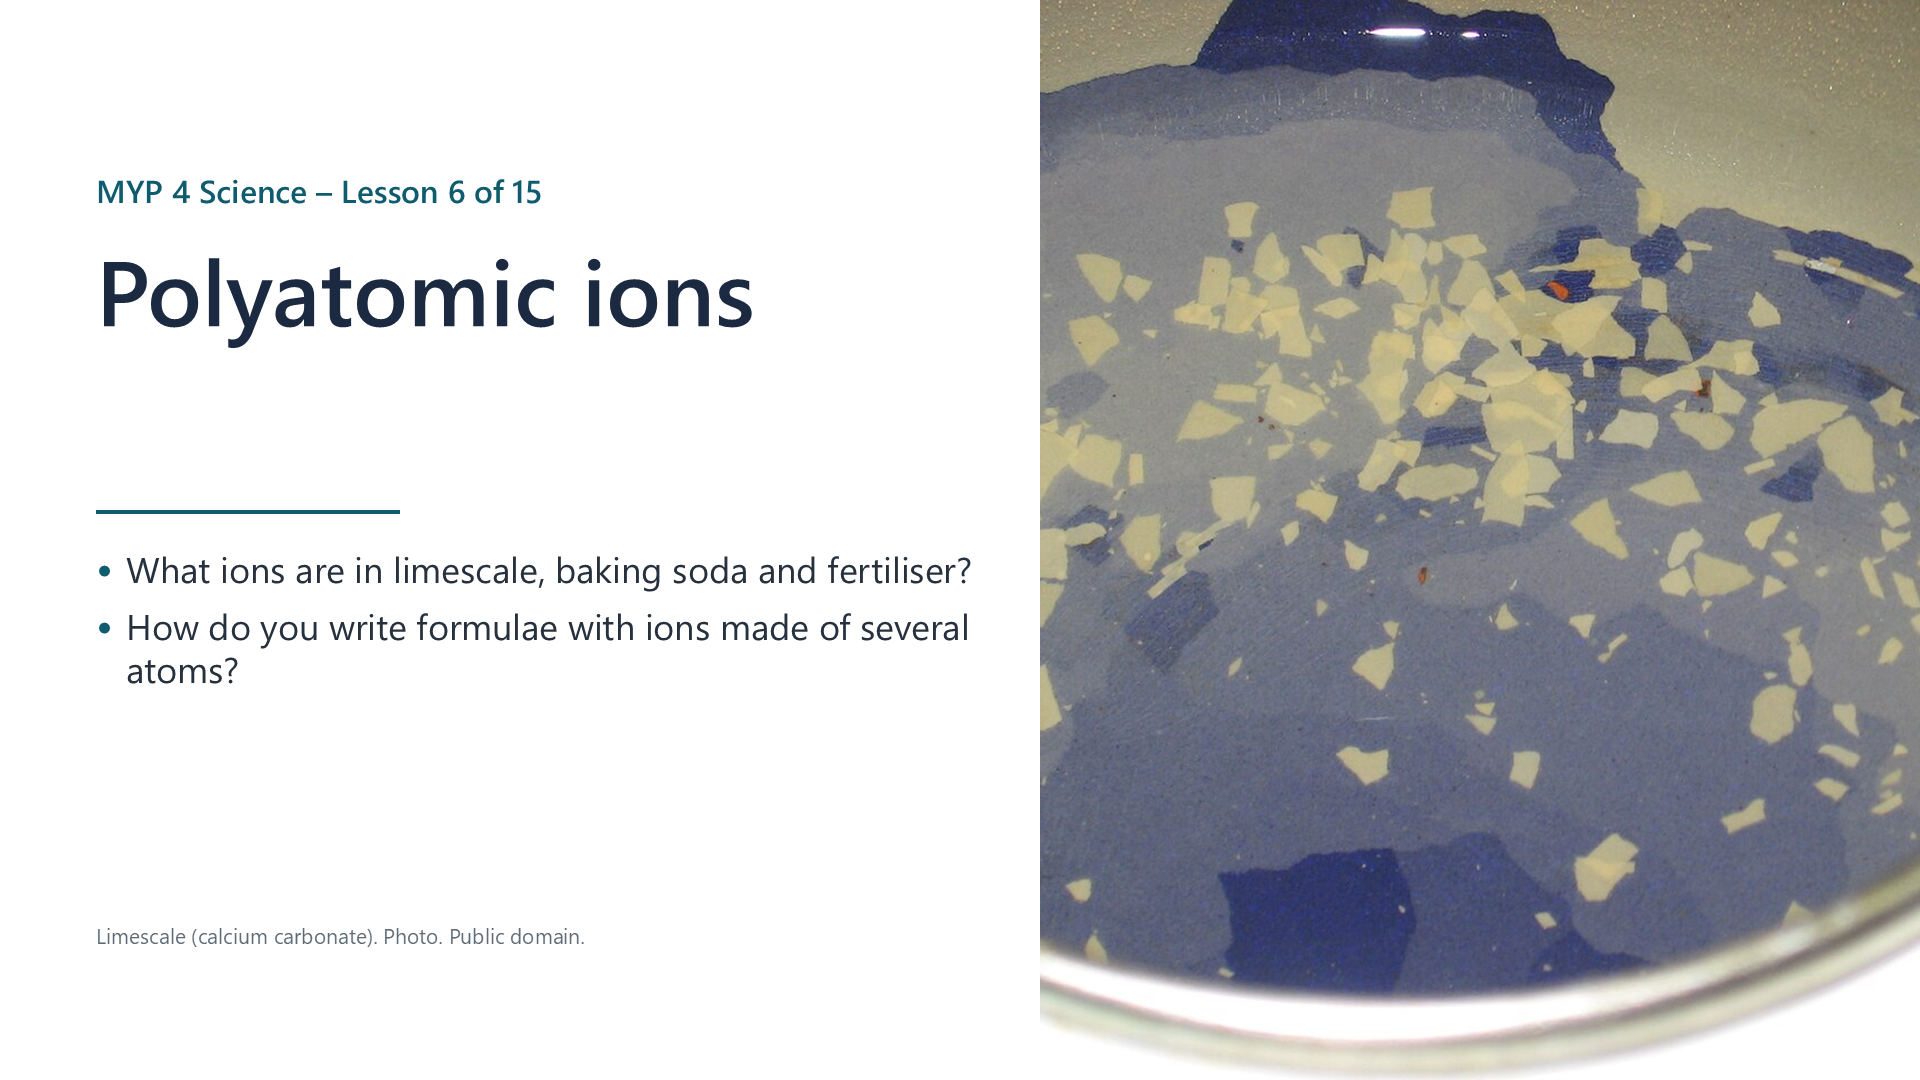 MYP 4 Science – Lesson 6 of 15
Polyatomic ions
• What ions are in limescale, baking soda and fertiliser?
• How do you write formulae with ions made of several
atoms?
Limescale (calcium carbonate). Photo. Public domain.